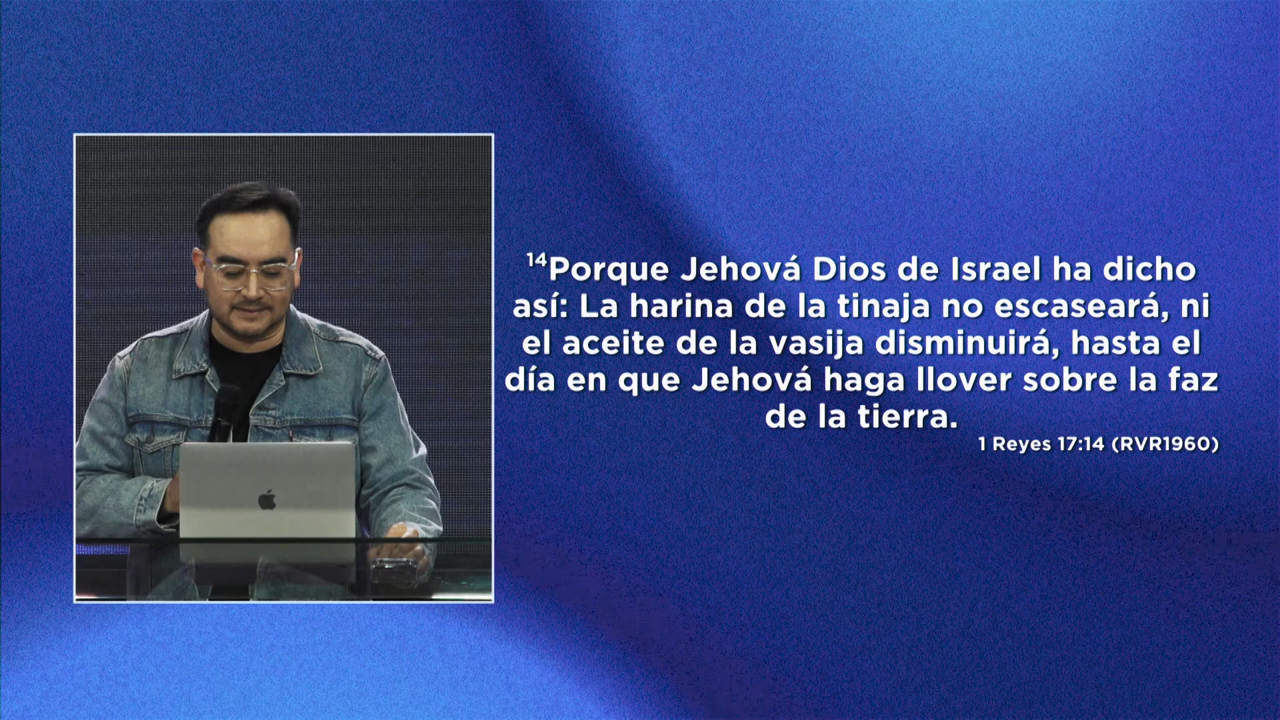 ¹⁴Porque Jehová Dios de Israel ha dicho
así: La harina de la tinaja no escaseará, ni
el aceite de la vasija disminuirá, hasta el
día en que Jehová haga llover sobre la faz
de la tierra.
1 Reyes 17:14 (RVR1960)